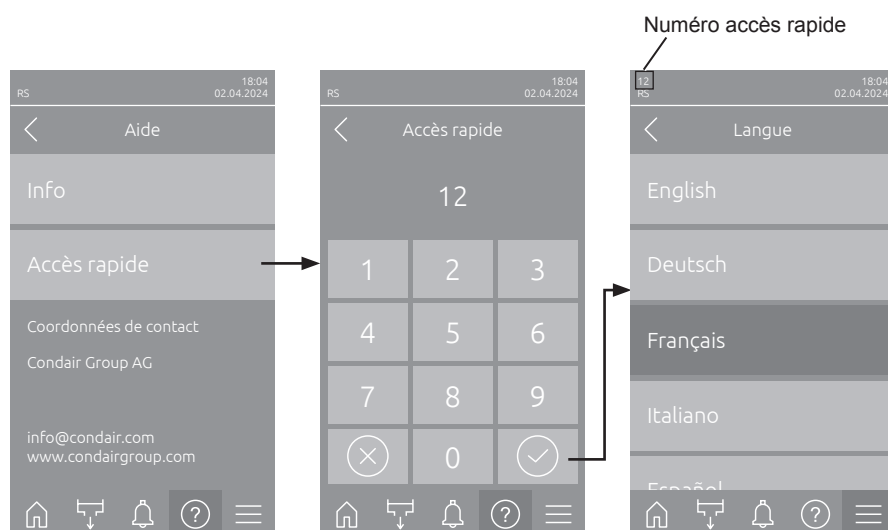 Numéro accès rapide
18:04
RS
02.04.2024
Aide
Info
Accès rapide
Coordonnées de contact
Condair Group AG
info@condair.com
www.condairgroup.com
?
18:04
RS
02.04.2024
Accès rapide
12
1 2 3
4 5 6
7 8 9
0
?
12
18:04
RS
02.04.2024
Langue
English
Deutsch
Français
Italiano
Español
?